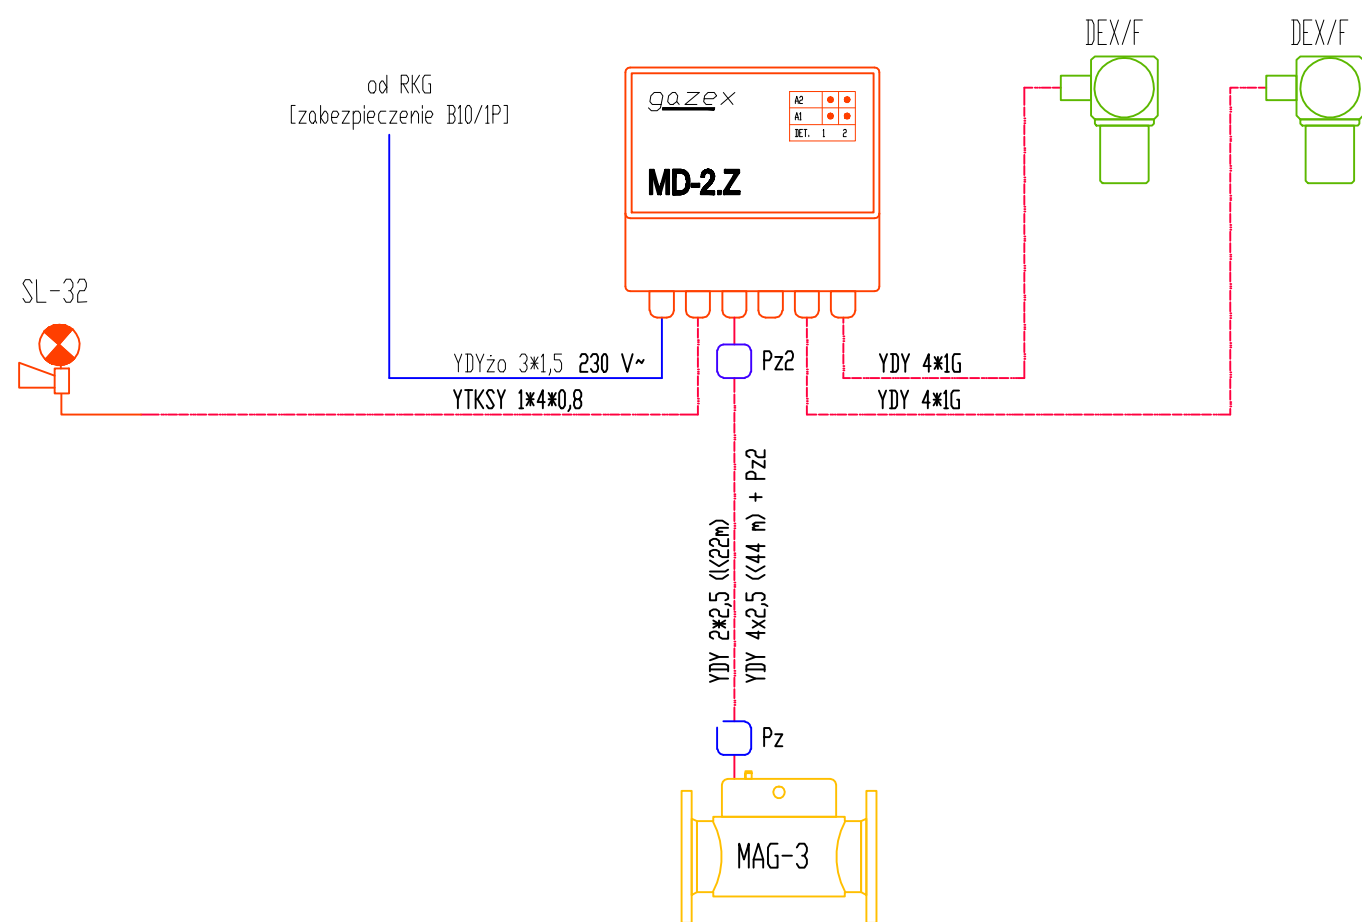 DEX/F
DEX/F
od RKG
[zabezpieczenie B10/1P]
gazex
A2
A1
DET. 1 2
MD-2.Z
SL-32
YDYżo 3*1,5 230 V~
YTKSY 1*4*0,8
Pz2
YDY 4*1G
YDY 4*1G
YDY 2*2,5 (l<22m)
YDY 4x2,5 (<44 m) + Pz2
Pz
MAG-3